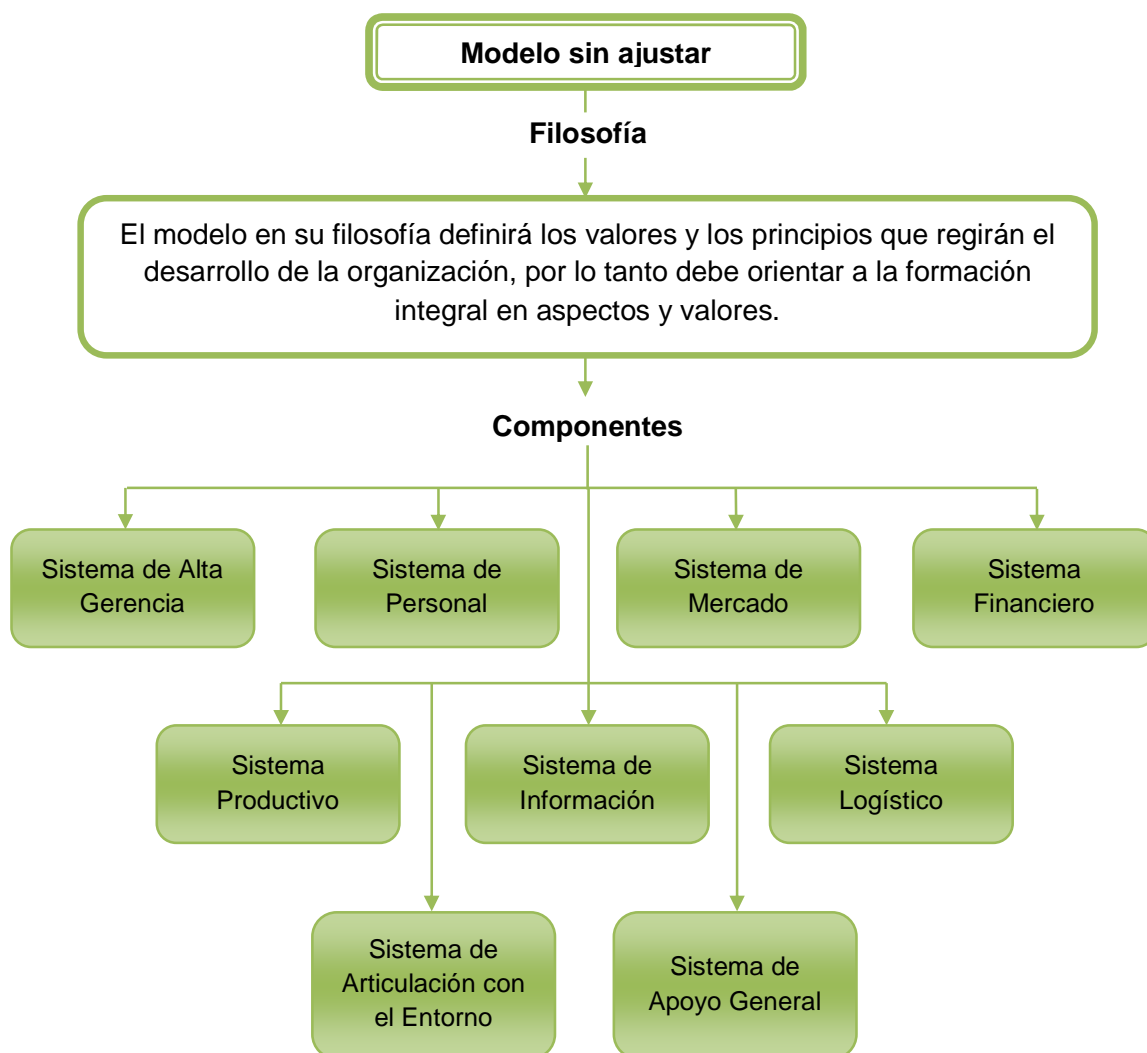 Modelo sin ajustar
Filosofía
El modelo en su filosofía definirá los valores y los principios que regirán el
desarrollo de la organización, por lo tanto debe orientar a la formación
integral en aspectos y valores.
Componentes
Sistema de Alta
Gerencia
Sistema de
Personal
Sistema de
Mercado
Sistema
Financiero
Sistema
Productivo
Sistema de
Información
Sistema
Logístico
Sistema de
Articulación con
el Entorno
Sistema de
Apoyo General